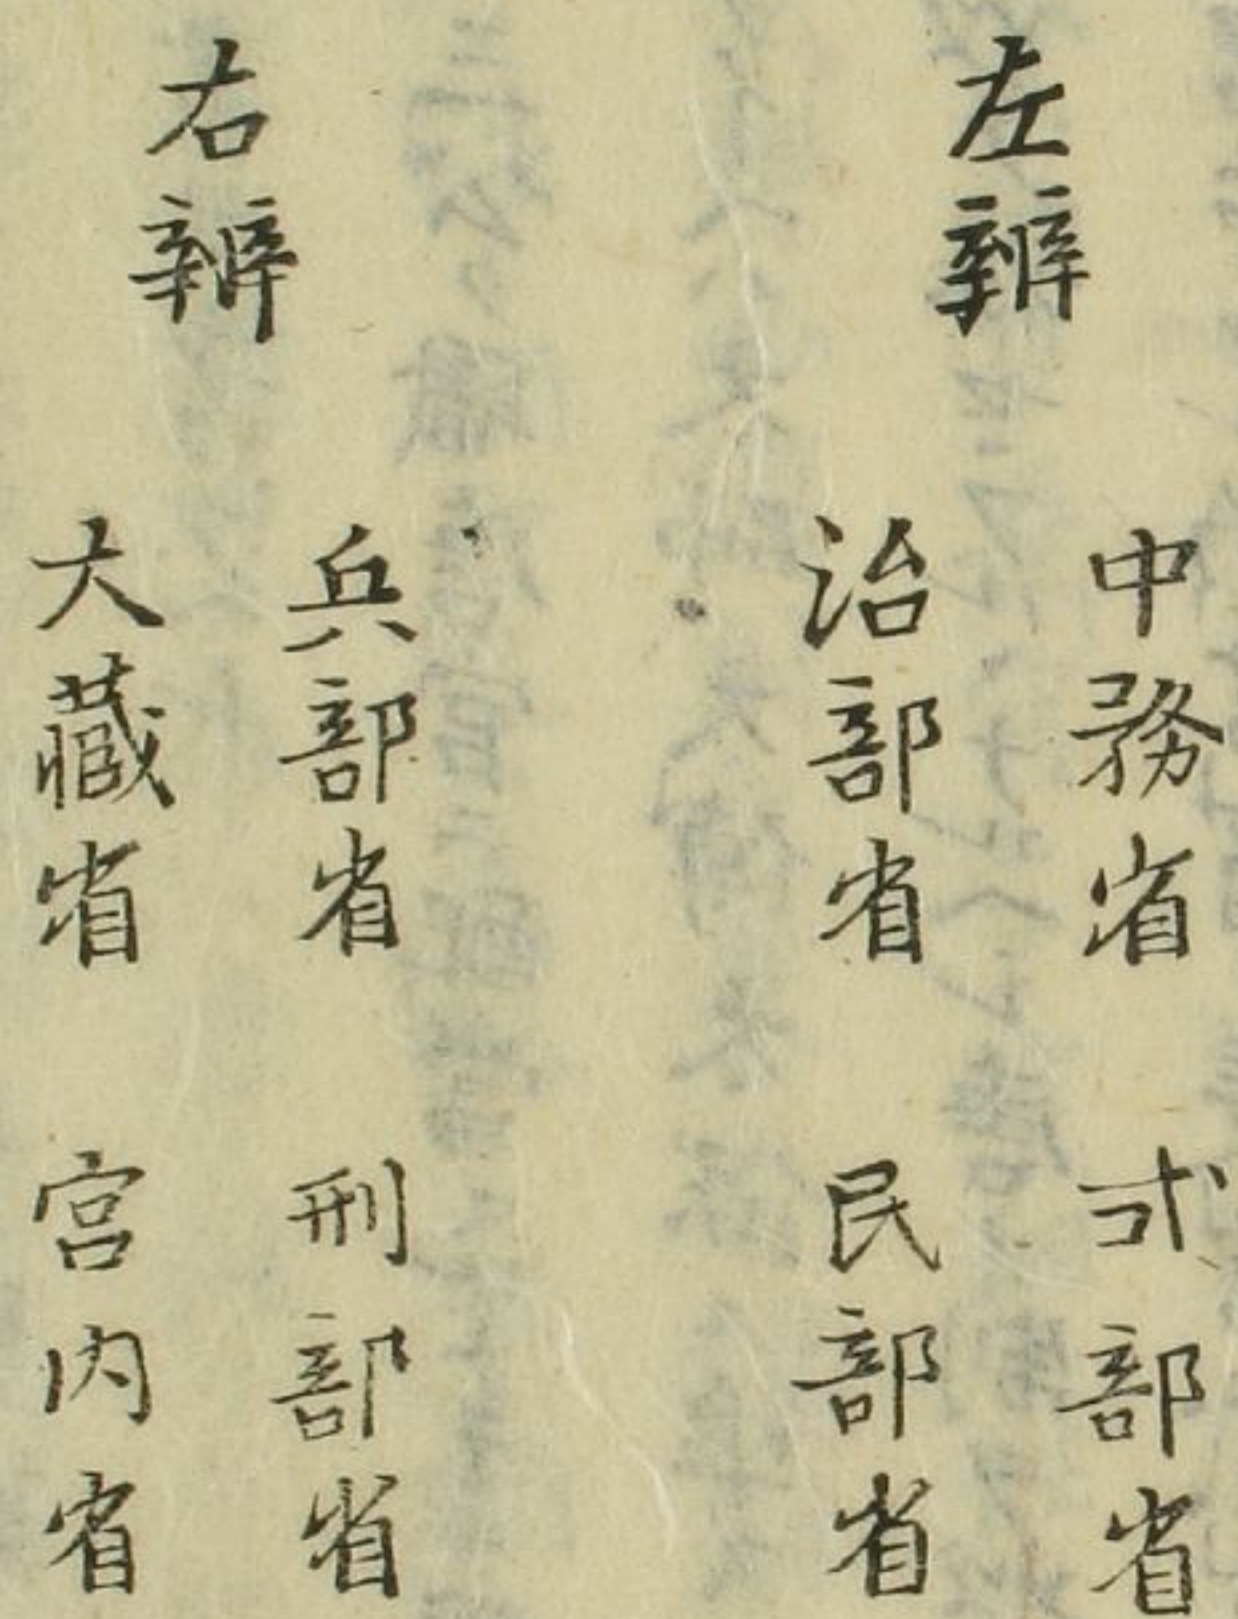 左辨
中務省 式部省
治部省 民部省
右辨
兵部省 刑部省
大藏省 宮内省